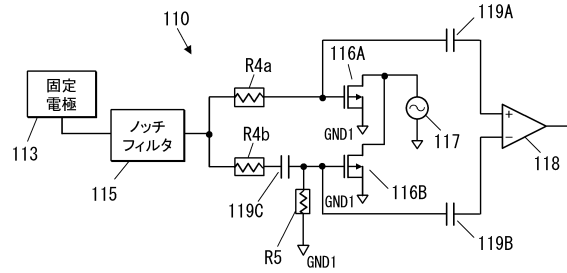 110
119A
R4a
116A
固定
電極
113
ノッチ
フィルタ
115
GND1
117
+
−
118
R4b
119C
GND1
116B
R5
GND1
119B